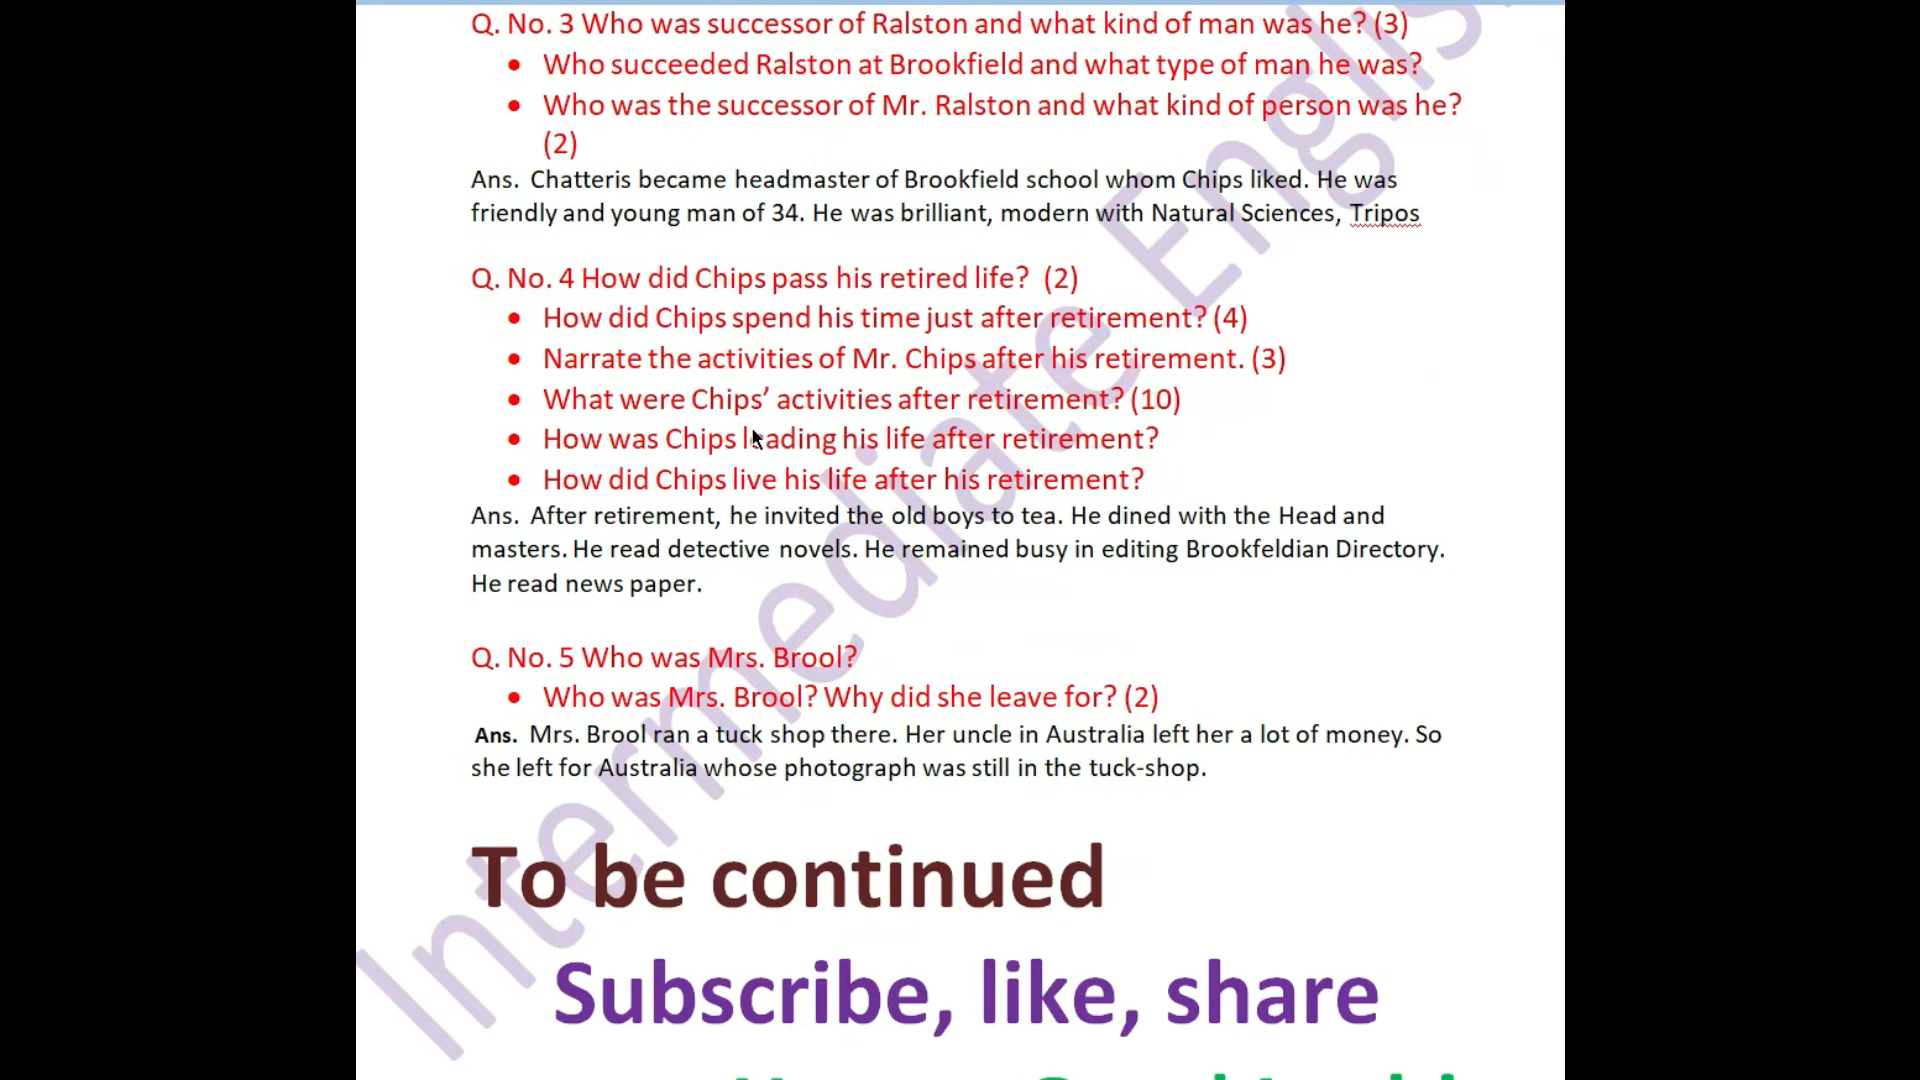 Q. No. 3 Who was successor of Ralston and what kind of man was he? (3)
• Who succeeded Ralston at Brookfield and what type of man he was?
• Who was the successor of Mr. Ralston and what kind of person was he?
(2)
Ans. Chatteris became headmaster of Brookfield school whom Chips liked. He was
friendly and young man of 34. He was brilliant, modern with Natural Sciences, Tripos
Q. No. 4 How did Chips pass his retired life? (2)
• How did Chips spend his time just after retirement? (4)
• Narrate the activities of Mr. Chips after his retirement. (3)
• What were Chips’ activities after retirement? (10)
• How was Chips leading his life after retirement?
• How did Chips live his life after his retirement?
Ans. After retirement, he invited the old boys to tea. He dined with the Head and
masters. He read detective novels. He remained busy in editing Brookfeldian Directory.
He read news paper.
Q. No. 5 Who was Mrs. Brool?
• Who was Mrs. Brool? Why did she leave for? (2)
Ans. Mrs. Brool ran a tuck shop there. Her uncle in Australia left her a lot of money. So
she left for Australia whose photograph was still in the tuck-shop.
To be continued
Subscribe, like, share
Intermediate English